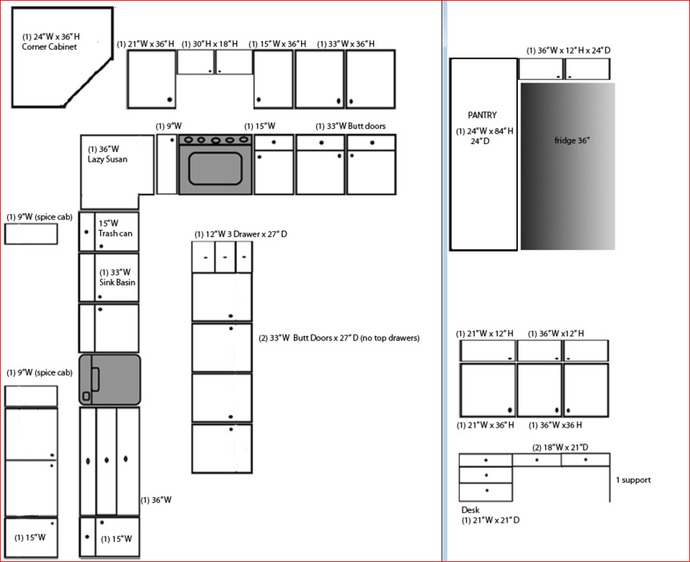 (1) 24"W x 36"H
Corner Cabinet
(1) 21"W x 36"H
(1) 30"H x 18"H
(1) 15"W x 36"H
(1) 33"W x 36"H
(1) 36"W x 12"H x 24"D
(1) 9"W
(1) 15"W
(1) 33"W Butt doors
PANTRY
(1) 24"W x 84"H
24"D
fridge 36"
(1) 36"W
Lazy Susan
(1) 9"W (spice cab)
15"W
Trash can
(1) 33"W
Sink Basin
(1) 12"W 3 Drawer x 27" D
(2) 33"W Butt Doors x 27"D (no top drawers)
(1) 21"W x 12"H
(1) 36"W x12"H
(1) 9"W (spice cab)
(1) 21"W x 36"H
(1) 36"W x36 H
(2) 18"W x 21"D
1 support
(1) 36"W
Desk
(1) 21"W x 21"D
(1) 15"W
(1) 15"W